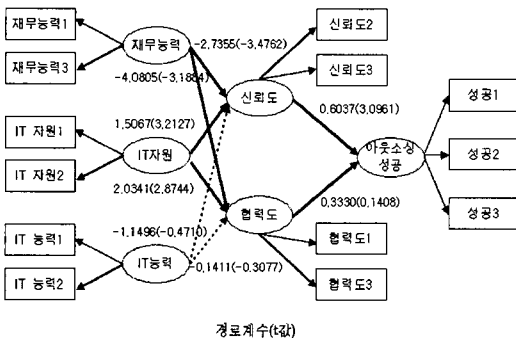 재무능력1
재무능력3
재무능력
-2,7355(-3,4762)
-4,0805(-3,1884)
신뢰도2
신뢰도3
신뢰도
IT 자원1
IT 자원2
1,5067(3,2127)
IT자원
2,0341(2,8744)
0,6037(3,0961)
아웃소싱
성공
성공1
성공2
성공3
0,3330(0,1408)
협력도
IT 능력1
IT 능력2
-1,1496(-0,4710)
IT능력
-0,1411(-0,3077)
협력도1
협력도3
경로계수(t값)